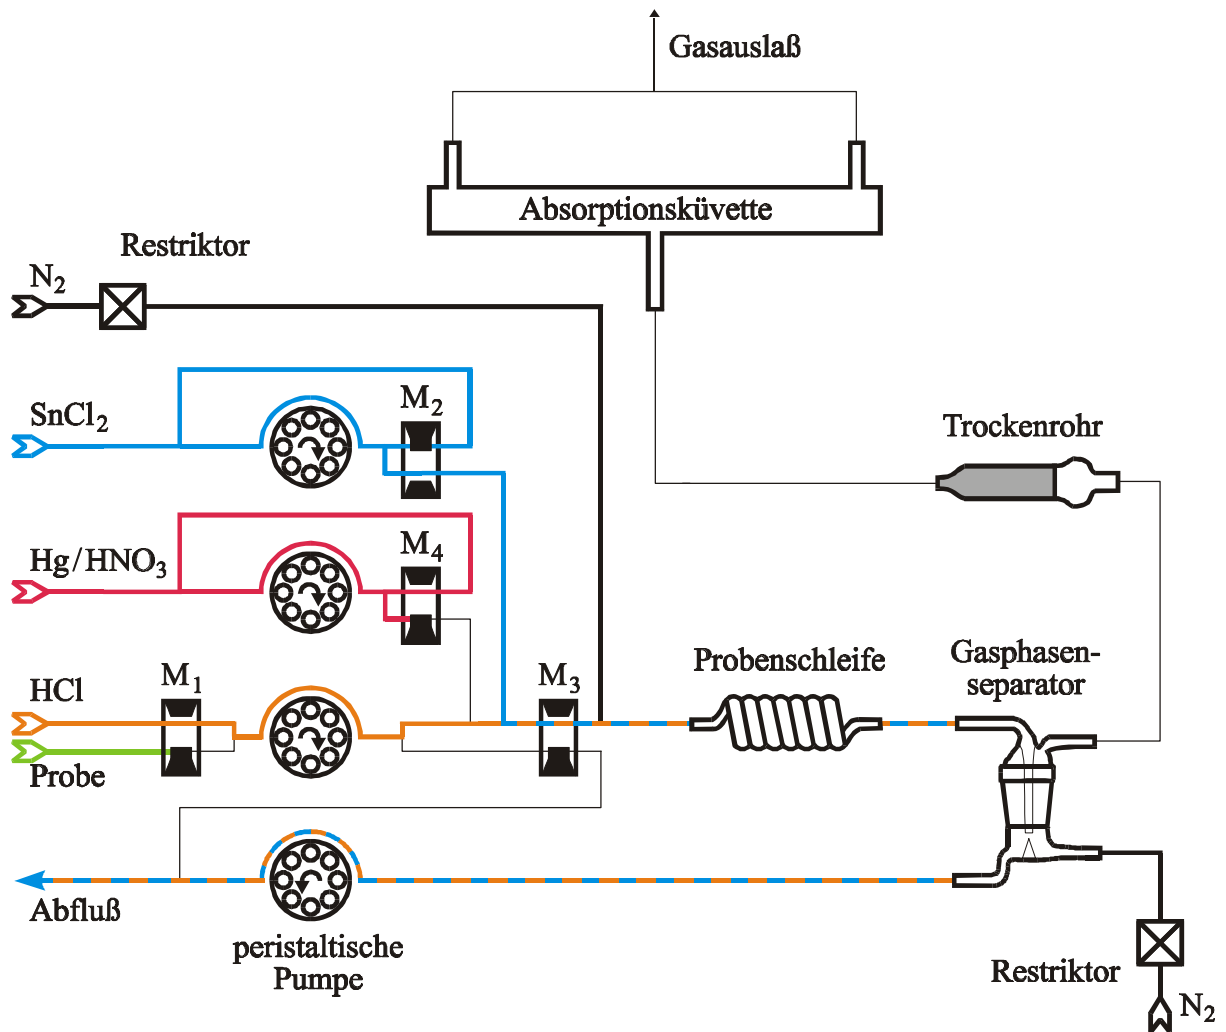 Gasauslaß
Absorptionsküvette
Restriktor
N₂
SnCl₂
M₂
Trockenrohr
Hg/HNO₃
M₄
HCl
M₁
M₃
Probenschleife
Gasphasen-
separator
Probe
Abfluß
peristaltische
Pumpe
Restriktor
N₂